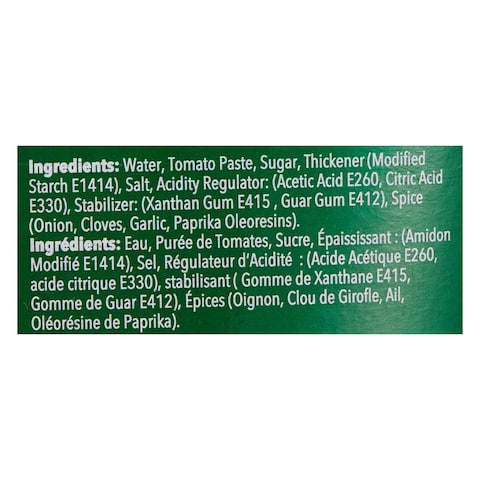 Ingredients: Water, Tomato Paste, Sugar, Thickener (Modified
Starch E1414), Salt, Acidity Regulator: (Acetic Acid E260, Citric Acid
E330), Stabilizer: (Xanthan Gum E415 , Guar Gum E412), Spice
(Onion, Cloves, Garlic, Paprika Oleoresins).
Ingrédients: Eau, Purée de Tomates, Sucre, Épaississant : (Amidon
Modifié E1414), Sel, Régulateur d'Acidité : (Acide Acétique E260,
acide citrique E330), stabilisant ( Gomme de Xanthane E415,
Gomme de Guar E412), Épices (Oignon, Clou de Girofle, Ail,
Oléorésine de Paprika).